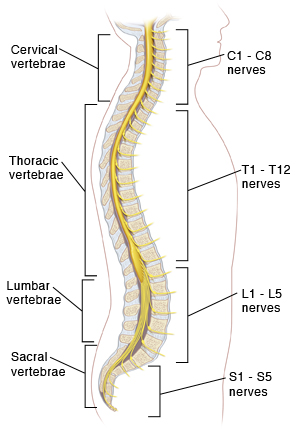 Cervical
vertebrae
C1 - C8
nerves
Thoracic
vertebrae
T1 - T12
nerves
Lumbar
vertebrae
L1 - L5
nerves
Sacral
vertebrae
S1 - S5
nerves